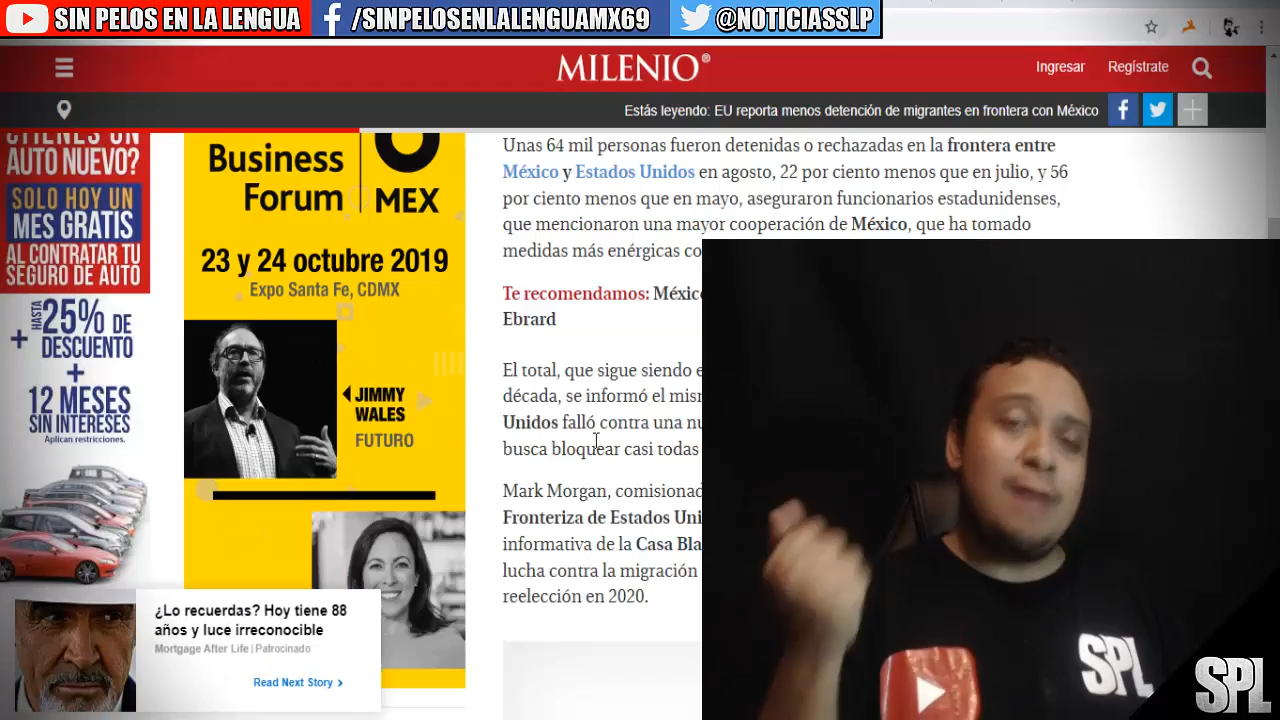 SIN PELOS EN LA LENGUA
/SINPELOSENLALENGUAMX69
@NOTICIASSLP
MILENIO®
Ingresar
Regístrate
Estás leyendo: EU reporta menos detención de migrantes en frontera con México
¿TIENES UN
AUTO NUEVO?
SOLO HOY UN
MES GRATIS
AL CONTRATAR TU
SEGURO DE AUTO
+ HASTA 25% DE
DESCUENTO
+
12 MESES
SIN INTERESES
Aplican restricciones.
Business
Forum
MEX
23 y 24 octubre 2019
Expo Santa Fe, CDMX
JIMMY
WALES
FUTURO
¿Lo recuerdas? Hoy tiene 88
años y luce irreconocible
Mortgage After Life | Patrocinado
Read Next Story
Unas 64 mil personas fueron detenidas o rechazadas en la frontera entre
México y Estados Unidos en agosto, 22 por ciento menos que en julio, y 56
por ciento menos que en mayo, aseguraron funcionarios estadunidenses,
que mencionaron una mayor cooperación de México, que ha tomado
medidas más enérgicas co
Te recomendamos: México
Ebrard
El total, que sigue siendo e
década, se informó el mis
Unidos falló contra una nu
busca bloquear casi todas
Mark Morgan, comisionad
Fronteriza de Estados Uni
informativa de la Casa Bla
lucha contra la migración
reelección en 2020.
SPL
SPL